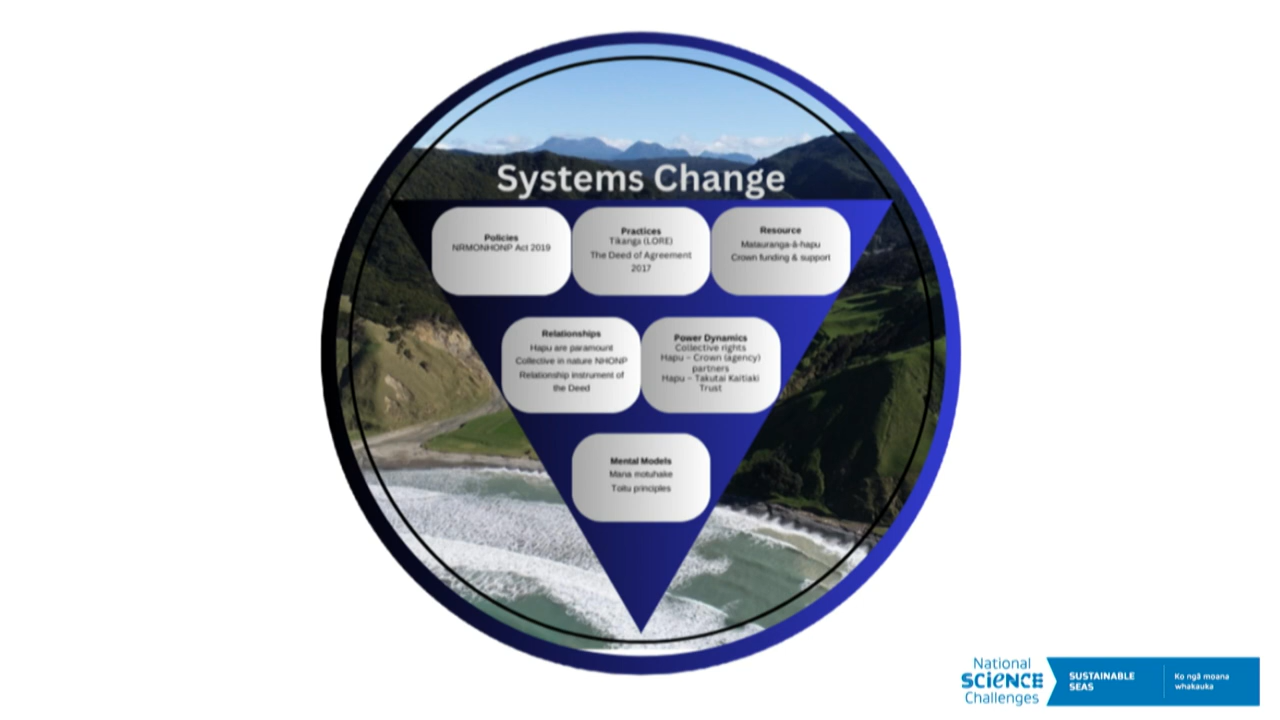 Systems Change
Policies
NRMONHONP Act 2019
Practices
Tikanga (LORE)
The Deed of Agreement
2017
Resource
Matauranga-ā-hapu
Crown funding & support
Relationships
Hapu are paramount
Collective in nature NHONP
Relationship instrument of
the Deed
Power Dynamics
Collective rights
Hapu – Crown (agency)
partners
Hapu – Takutai Kaitiaki
Trust
Mental Models
Mana motuhake
Toitu principles
National
SCIENCE
Challenges
SUSTAINABLE
SEAS
Ko ngā moana
whakauka